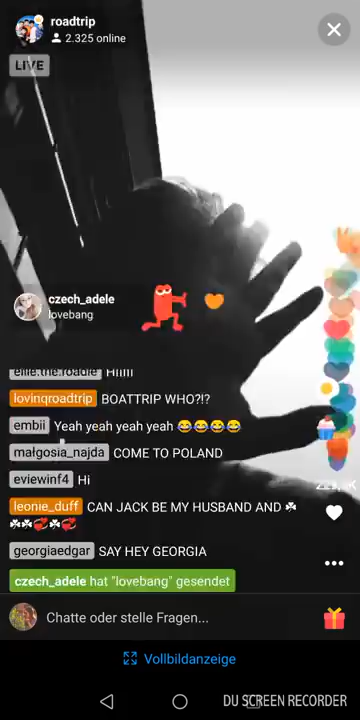 roadtrip
2.325 online
LIVE
czech_adele
lovebang
ellie.the.roadie Hiiiii
lovinqroadtrip BOATTRIP WHO?!?
embii Yeah yeah yeah yeah 😂😂😂😂
małgosia_najda COME TO POLAND
eviewinf4 Hi
leonie_duff CAN JACK BE MY HUSBAND AND ☘
☘☘💞💞☘💞
georgiaedgar SAY HEY GEORGIA
czech_adele hat "lovebang" gesendet
Chatte oder stelle Fragen...
Vollbildanzeige
DU SCREEN RECORDER